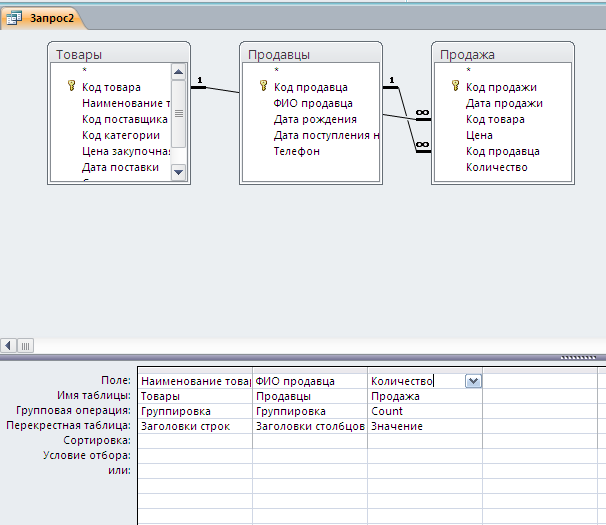 Запрос2
Товары
*
Код товара
Наименование т
Код поставщика
Код категории
Цена закупочная
Дата поставки
Продавцы
*
Код продавца
ФИО продавца
Дата рождения
Дата поступления н
Телефон
Продажа
*
Код продажи
Дата продажи
Код товара
Цена
Код продавца
Количество
1
1
∞
∞
Поле: Наименование товар ФИО продавца Количество
Имя таблицы: Товары Продавцы Продажа
Групповая операция: Группировка Группировка Count
Перекрестная таблица: Заголовки строк Заголовки столбцов Значение
Сортировка:
Условие отбора:
или: